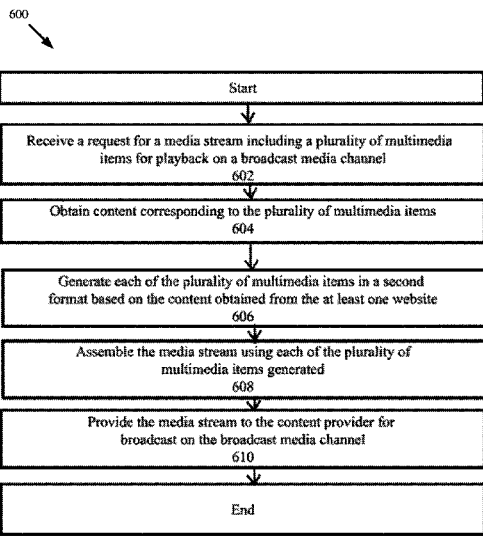 600
Start
Receive a request for a media stream including a plurality of multimedia
items for playback on a broadcast media channel
602
Obtain content corresponding to the plurality of multimedia items
604
Generate each of the plurality of multimedia items in a second
format based on the content obtained from the at least one website
606
Assemble the media stream using each of the plurality of
multimedia items generated
608
Provide the media stream to the content provider for
broadcast on the broadcast media channel
610
End